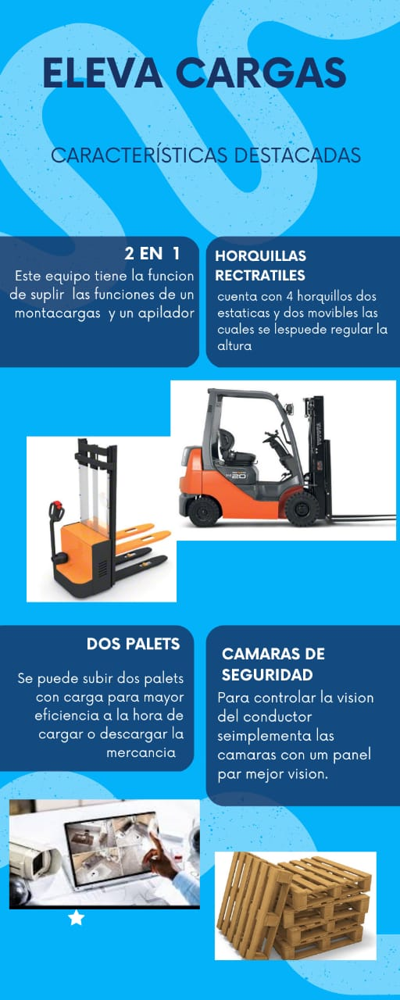 ELEVA CARGAS
CARACTERÍSTICAS DESTACADAS
2 EN 1
Este equipo tiene la funcion
de suplir las funciones de un
montacargas y un apilador
HORQUILLAS
RECTRATILES
cuenta con 4 horquillos dos
estaticas y dos movibles las
cuales se lespuede regular la
altura
TOYOTA
20
DOS PALETS
Se puede subir dos palets
con carga para mayor
eficiencia a la hora de
cargar o descargar la
mercancia
CAMARAS DE
SEGURIDAD
Para controlar la vision
del conductor
seimplementa las
camaras con um panel
par mejor vision.